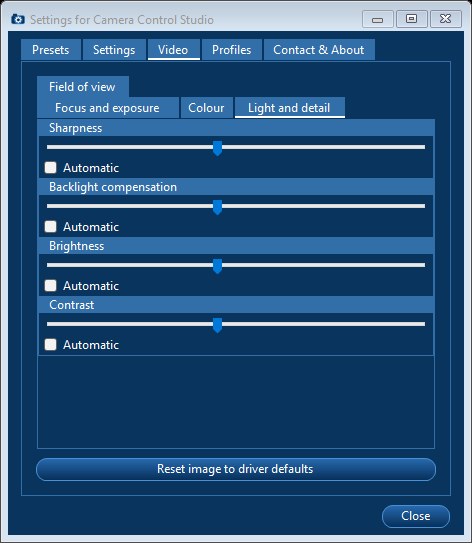 Settings for Camera Control Studio
Presets Settings Video Profiles Contact & About
Field of view
Focus and exposure Colour Light and detail
Sharpness
Automatic
Backlight compensation
Automatic
Brightness
Automatic
Contrast
Automatic
Reset image to driver defaults
Close